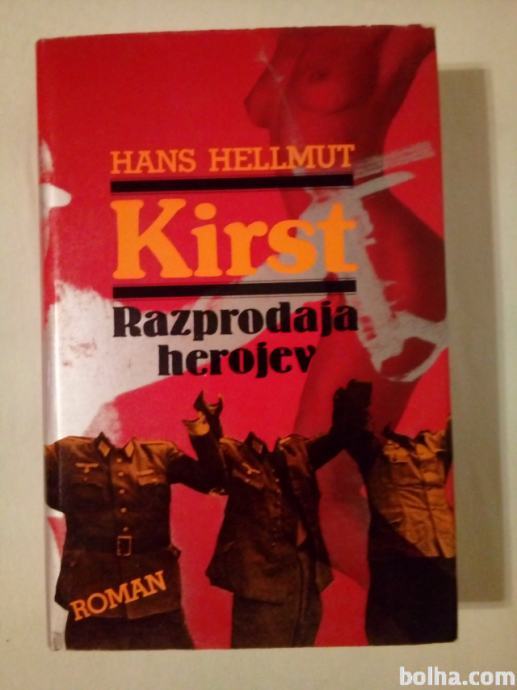 HANS HELLMUT
Kirst
Razprodaja
herojev
ROMAN
bolha.com